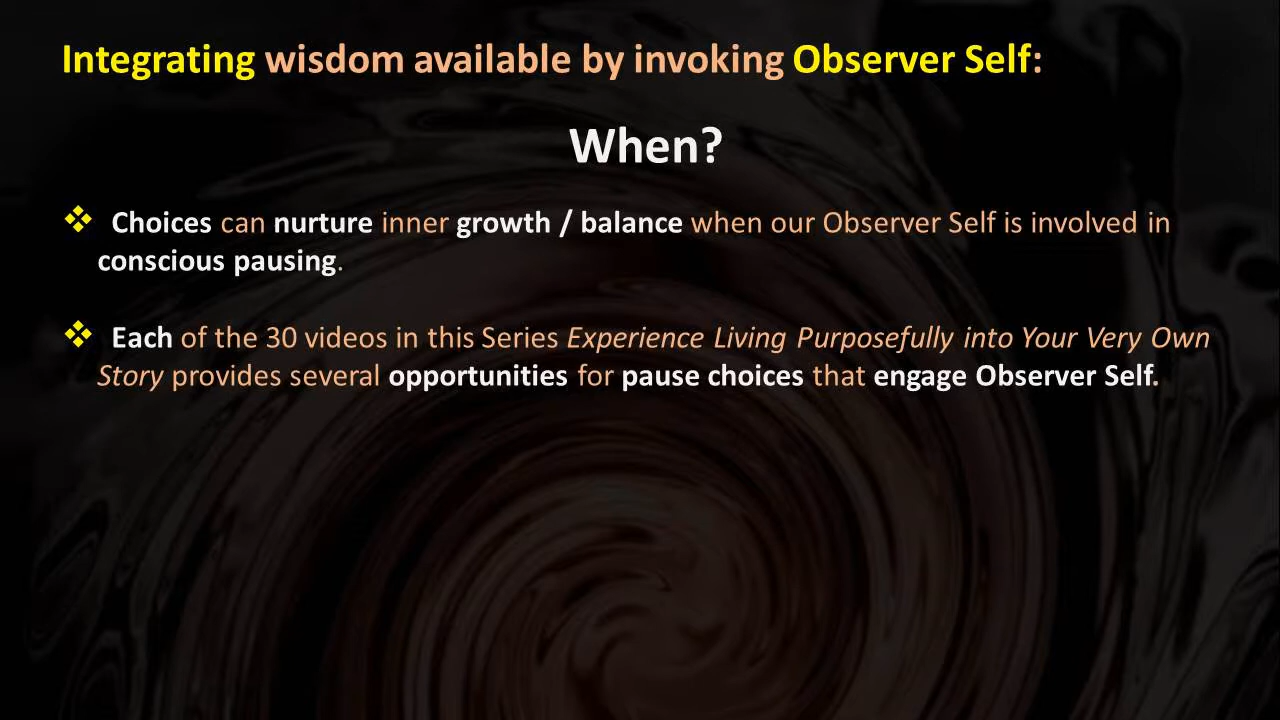 Integrating wisdom available by invoking Observer Self:
When?
❖ Choices can nurture inner growth / balance when our Observer Self is involved in
conscious pausing.
❖ Each of the 30 videos in this Series Experience Living Purposefully into Your Very Own
Story provides several opportunities for pause choices that engage Observer Self.